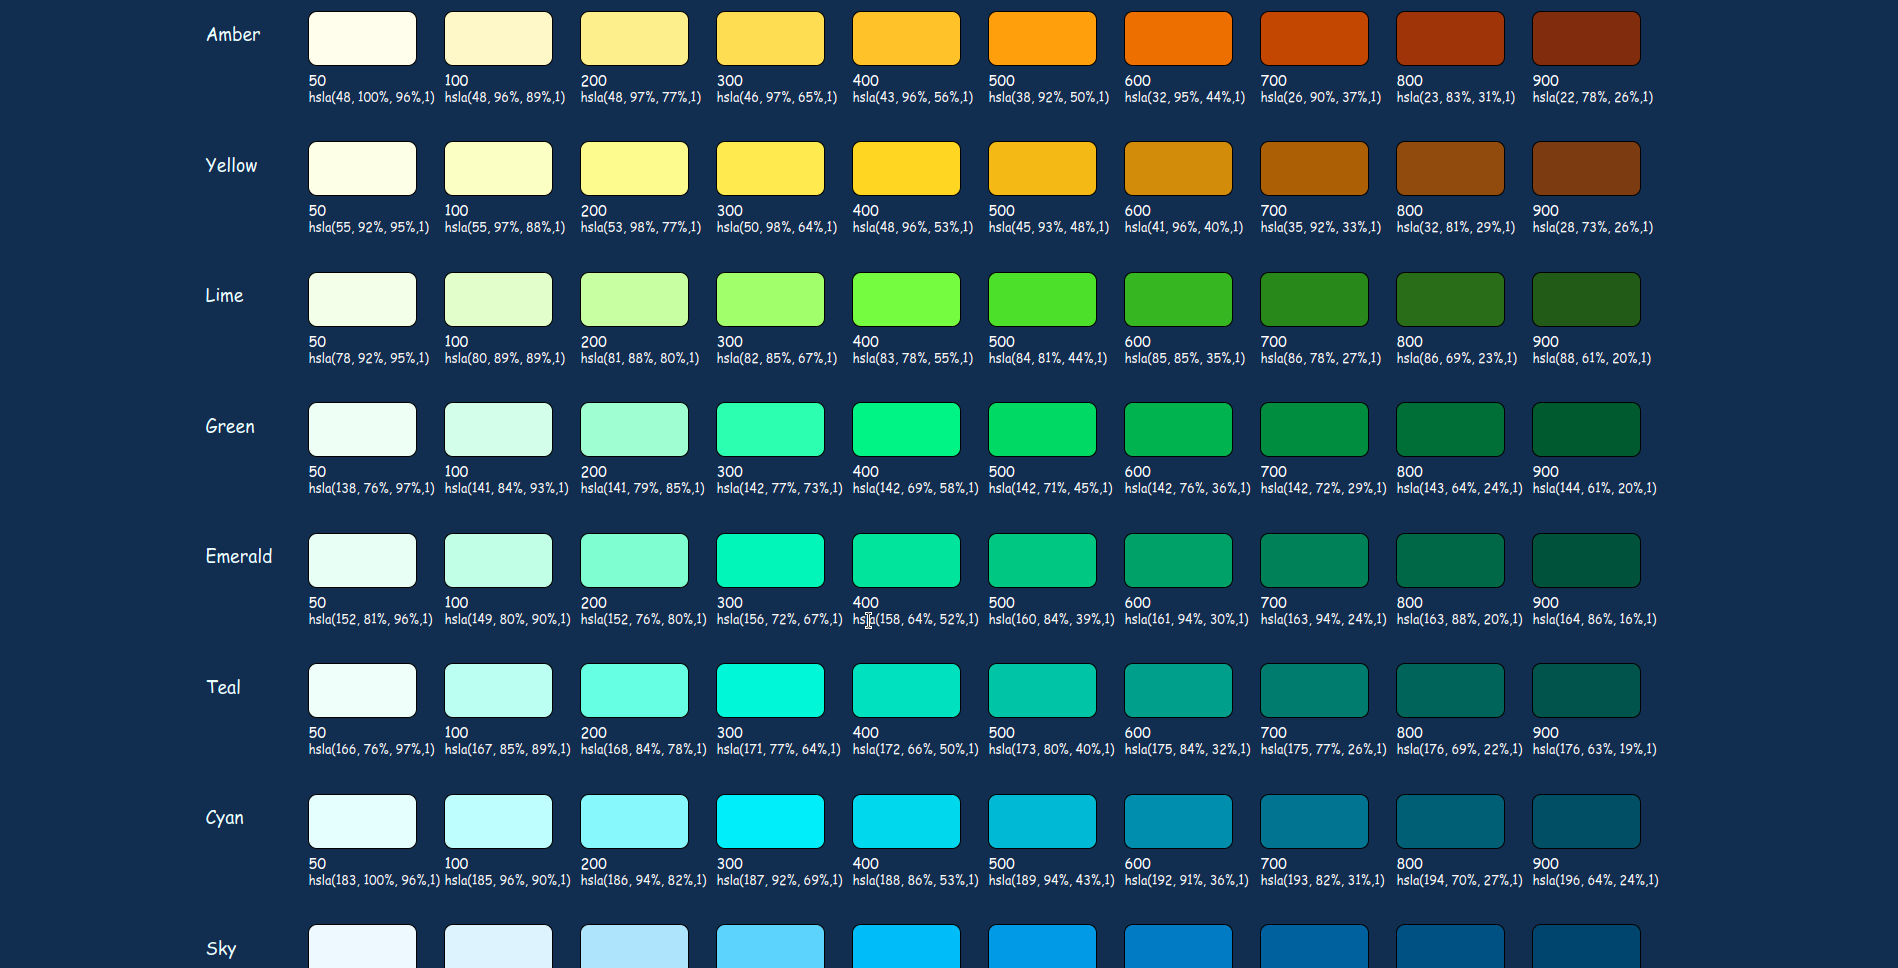 Amber
50 100 200 300 400 500 600 700 800 900
hsla(48, 100%, 96%,1) hsla(48, 96%, 89%,1) hsla(48, 97%, 77%,1) hsla(46, 97%, 65%,1) hsla(43, 96%, 56%,1) hsla(38, 92%, 50%,1) hsla(32, 95%, 44%,1) hsla(26, 90%, 37%,1) hsla(23, 83%, 31%,1) hsla(22, 78%, 26%,1)
Yellow
50 100 200 300 400 500 600 700 800 900
hsla(55, 92%, 95%,1) hsla(55, 97%, 88%,1) hsla(53, 98%, 77%,1) hsla(50, 98%, 64%,1) hsla(48, 96%, 53%,1) hsla(45, 93%, 48%,1) hsla(41, 96%, 40%,1) hsla(35, 92%, 33%,1) hsla(32, 81%, 29%,1) hsla(28, 73%, 26%,1)
Lime
50 100 200 300 400 500 600 700 800 900
hsla(78, 92%, 95%,1) hsla(80, 89%, 89%,1) hsla(81, 88%, 80%,1) hsla(82, 85%, 67%,1) hsla(83, 78%, 55%,1) hsla(84, 81%, 44%,1) hsla(85, 85%, 35%,1) hsla(86, 78%, 27%,1) hsla(86, 69%, 23%,1) hsla(88, 61%, 20%,1)
Green
50 100 200 300 400 500 600 700 800 900
hsla(138, 76%, 97%,1) hsla(141, 84%, 93%,1) hsla(141, 79%, 85%,1) hsla(142, 77%, 73%,1) hsla(142, 69%, 58%,1) hsla(142, 71%, 45%,1) hsla(142, 76%, 36%,1) hsla(142, 72%, 29%,1) hsla(143, 64%, 24%,1) hsla(144, 61%, 20%,1)
Emerald
50 100 200 300 400 500 600 700 800 900
hsla(152, 81%, 96%,1) hsla(149, 80%, 90%,1) hsla(152, 76%, 80%,1) hsla(156, 72%, 67%,1) hsla(158, 64%, 52%,1) hsla(160, 84%, 39%,1) hsla(161, 94%, 30%,1) hsla(163, 94%, 24%,1) hsla(163, 88%, 20%,1) hsla(164, 86%, 16%,1)
Teal
50 100 200 300 400 500 600 700 800 900
hsla(166, 76%, 97%,1) hsla(167, 85%, 89%,1) hsla(168, 84%, 78%,1) hsla(171, 77%, 64%,1) hsla(172, 66%, 50%,1) hsla(173, 80%, 40%,1) hsla(175, 84%, 32%,1) hsla(175, 77%, 26%,1) hsla(176, 69%, 22%,1) hsla(176, 63%, 19%,1)
Cyan
50 100 200 300 400 500 600 700 800 900
hsla(183, 100%, 96%,1) hsla(185, 96%, 90%,1) hsla(186, 94%, 82%,1) hsla(187, 92%, 69%,1) hsla(188, 86%, 53%,1) hsla(189, 94%, 43%,1) hsla(192, 91%, 36%,1) hsla(193, 82%, 31%,1) hsla(194, 70%, 27%,1) hsla(196, 64%, 24%,1)
Sky